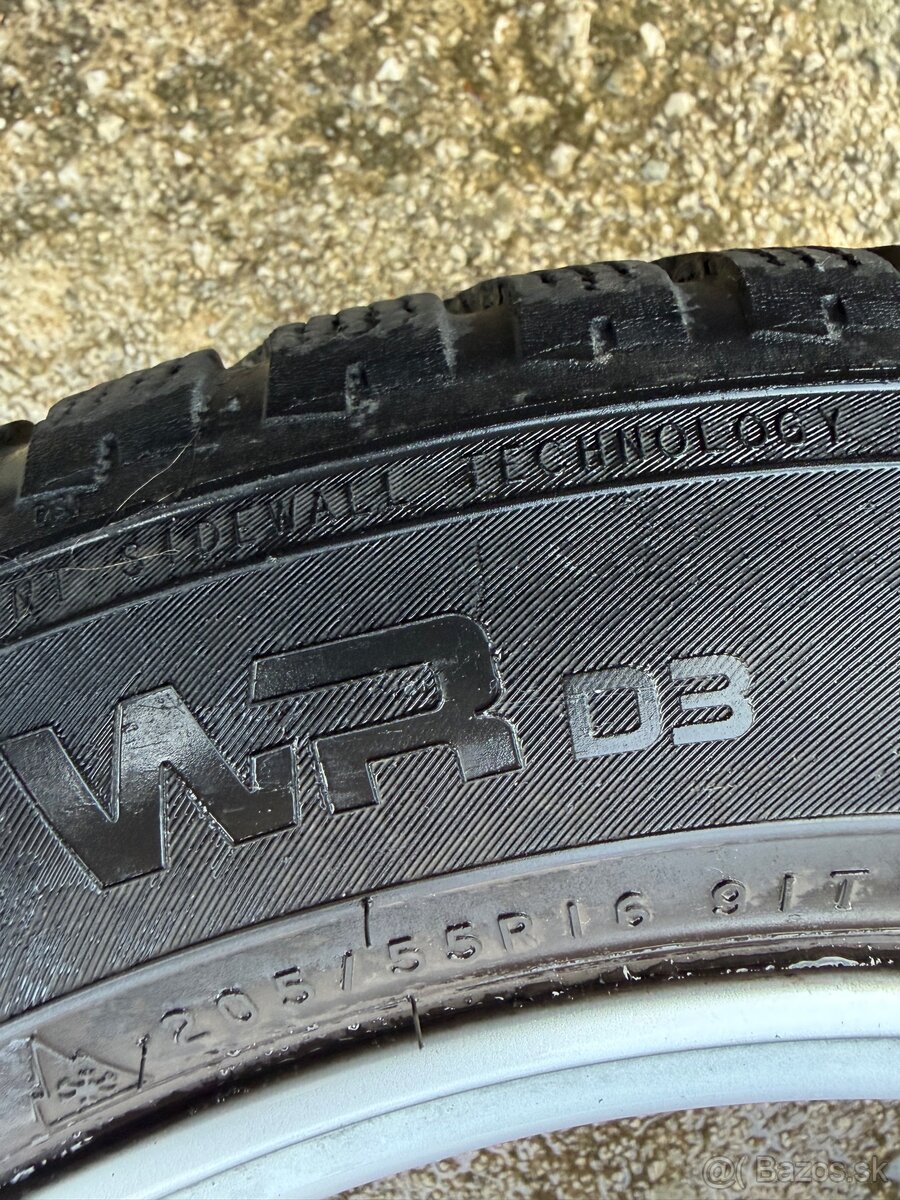 SIDEWALL TECHNOLOGY
WR D3
205/55R16 91T
@( Bazos.sk